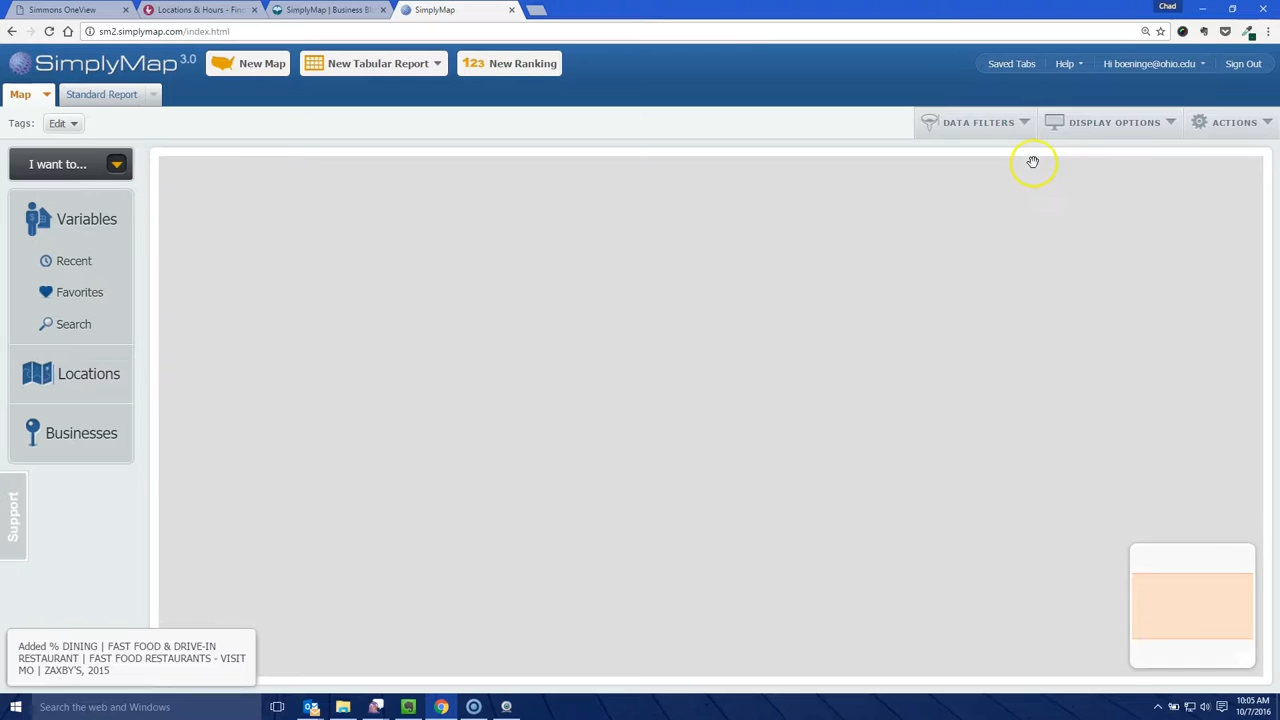 Simmons OneView
Locations & Hours - Find
SimplyMap | Business Bl
SimplyMap
Chad
sm2.simplymap.com/index.html
SimplyMap 3.0
New Map
New Tabular Report
123 New Ranking
Saved Tabs
Help
Hi boeninge@ohio.edu
Sign Out
Map
Standard Report
Tags:
Edit
DATA FILTERS
DISPLAY OPTIONS
ACTIONS
I want to...
Variables
Recent
Favorites
Search
Locations
Businesses
Support
Added % DINING | FAST FOOD & DRIVE-IN
RESTAURANT | FAST FOOD RESTAURANTS - VISIT
MO | ZAXBY'S, 2015
Search the web and Windows
10:05 AM
10/7/2016